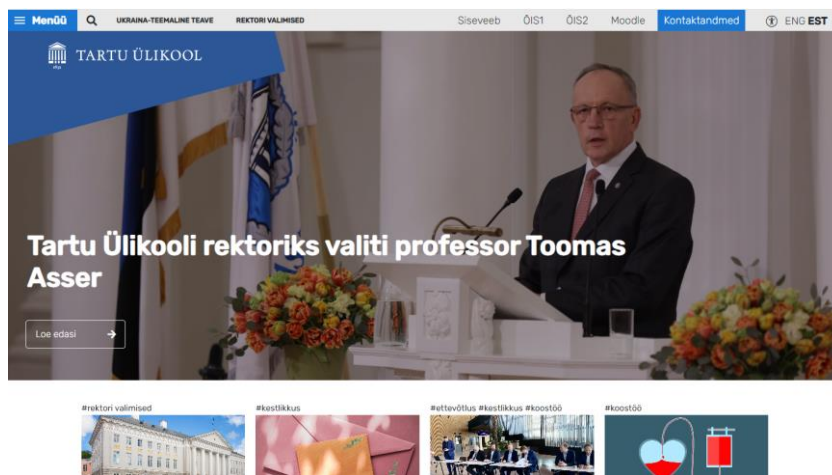 Menüü
UKRAINA-TEEMALINE TEAVE
REKTORI VALIMISED
Siseveeb
ÕIS1
ÕIS2
Moodle
Kontaktandmed
ENG EST
TARTU ÜLIKOOL
Tartu Ülikooli rektoriks valiti professor Toomas
Asser
Loe edasi
#rektori valimised
#kestlikkus
#ettevõtlus #kestlikkus #koostöö
#koostöö